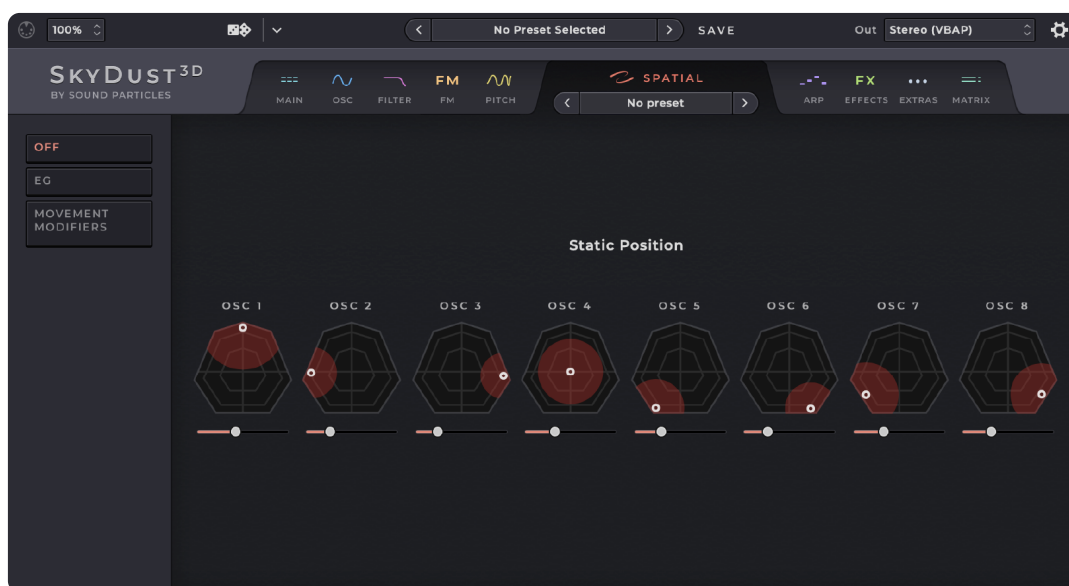 100%
No Preset Selected
SAVE
Out Stereo (VBAP)
SKYDUST3D
BY SOUND PARTICLES
MAIN
OSC
FILTER
FM
FM
PITCH
SPATIAL
No preset
ARP
FX
EFFECTS
EXTRAS
MATRIX
OFF
EG
MOVEMENT
MODIFIERS
Static Position
OSC 1 OSC 2 OSC 3 OSC 4 OSC 5 OSC 6 OSC 7 OSC 8